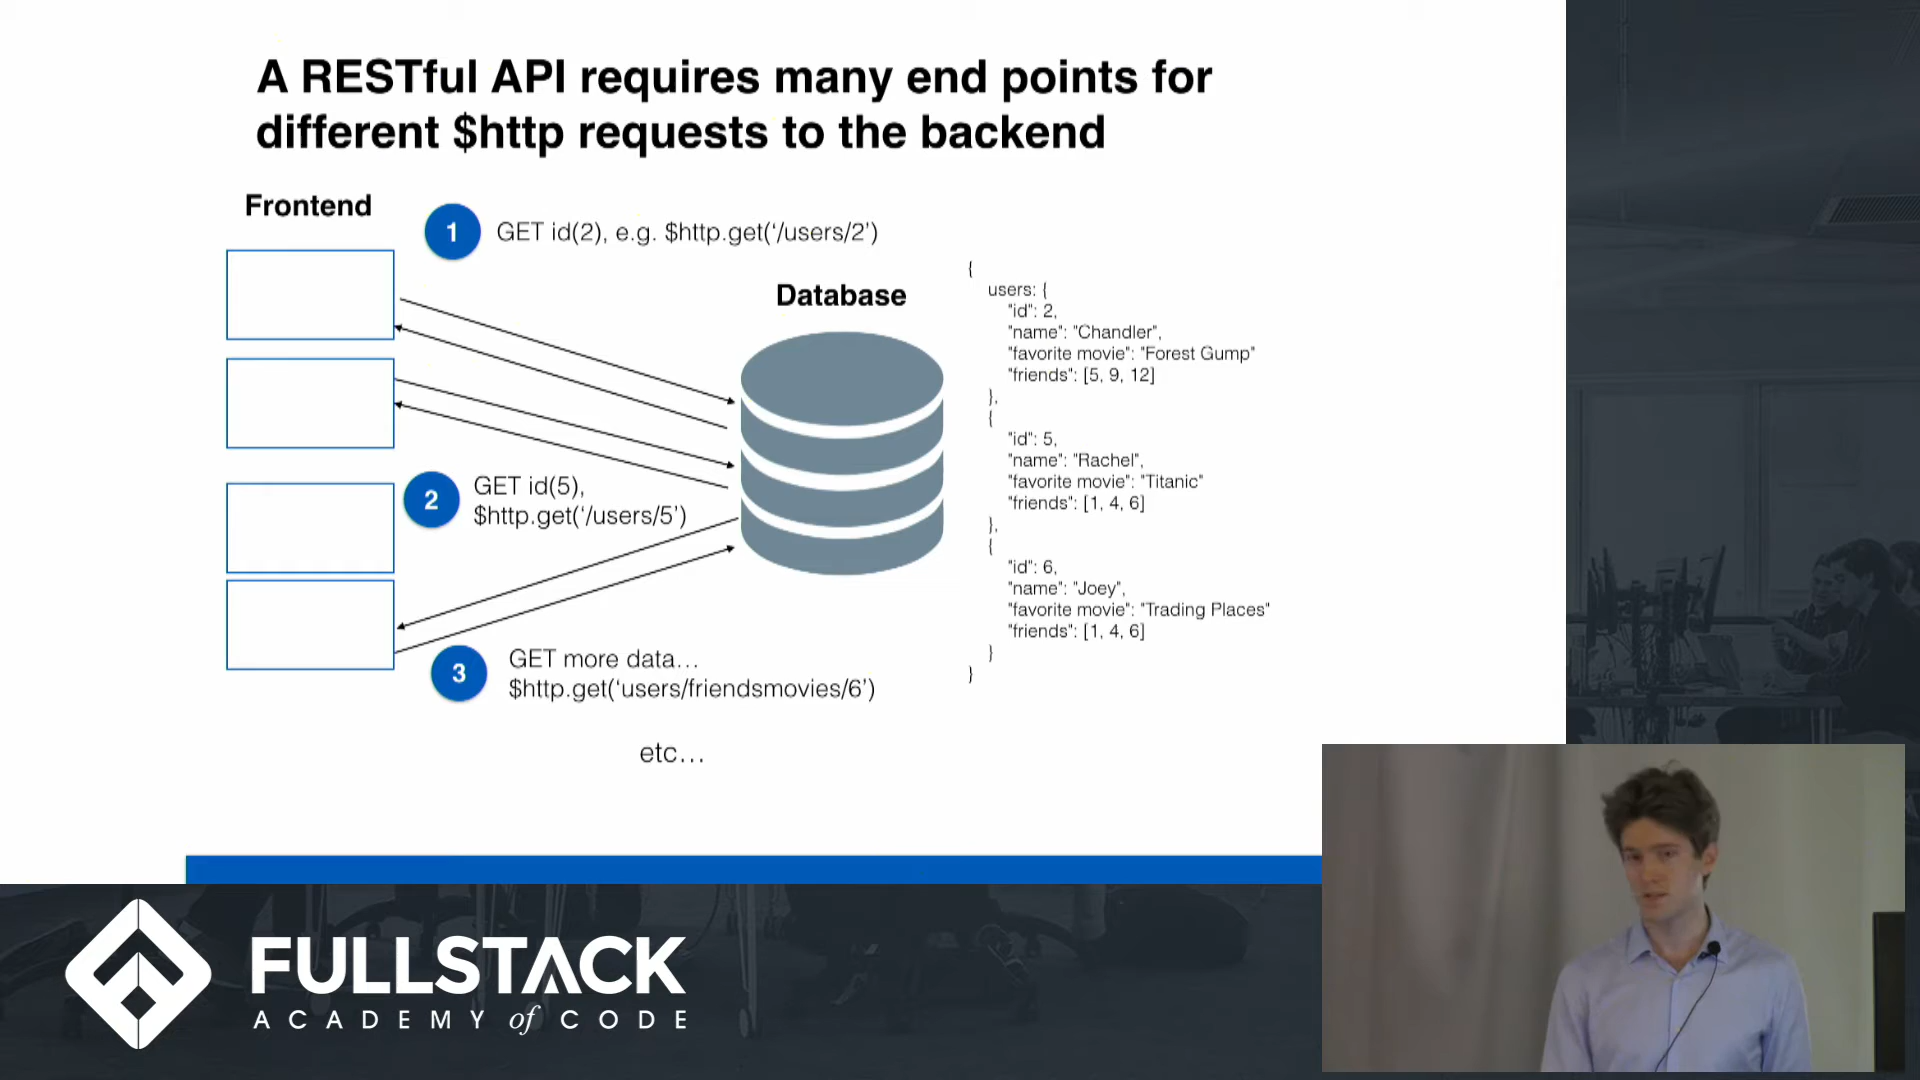 A RESTful API requires many end points for
different $http requests to the backend
Frontend
1
GET id(2), e.g. $http.get(‘/users/2’)
Database
{
users: {
"id": 2,
"name": "Chandler",
"favorite movie": "Forest Gump"
"friends": [5, 9, 12]
},
{
"id": 5,
"name": "Rachel",
"favorite movie": "Titanic"
"friends": [1, 4, 6]
},
{
"id": 6,
"name": "Joey",
"favorite movie": "Trading Places"
"friends": [1, 4, 6]
}
}
2
GET id(5),
$http.get(‘/users/5’)
3
GET more data…
$http.get(‘users/friendsmovies/6’)
etc…
FULLSTACK
ACADEMY of CODE